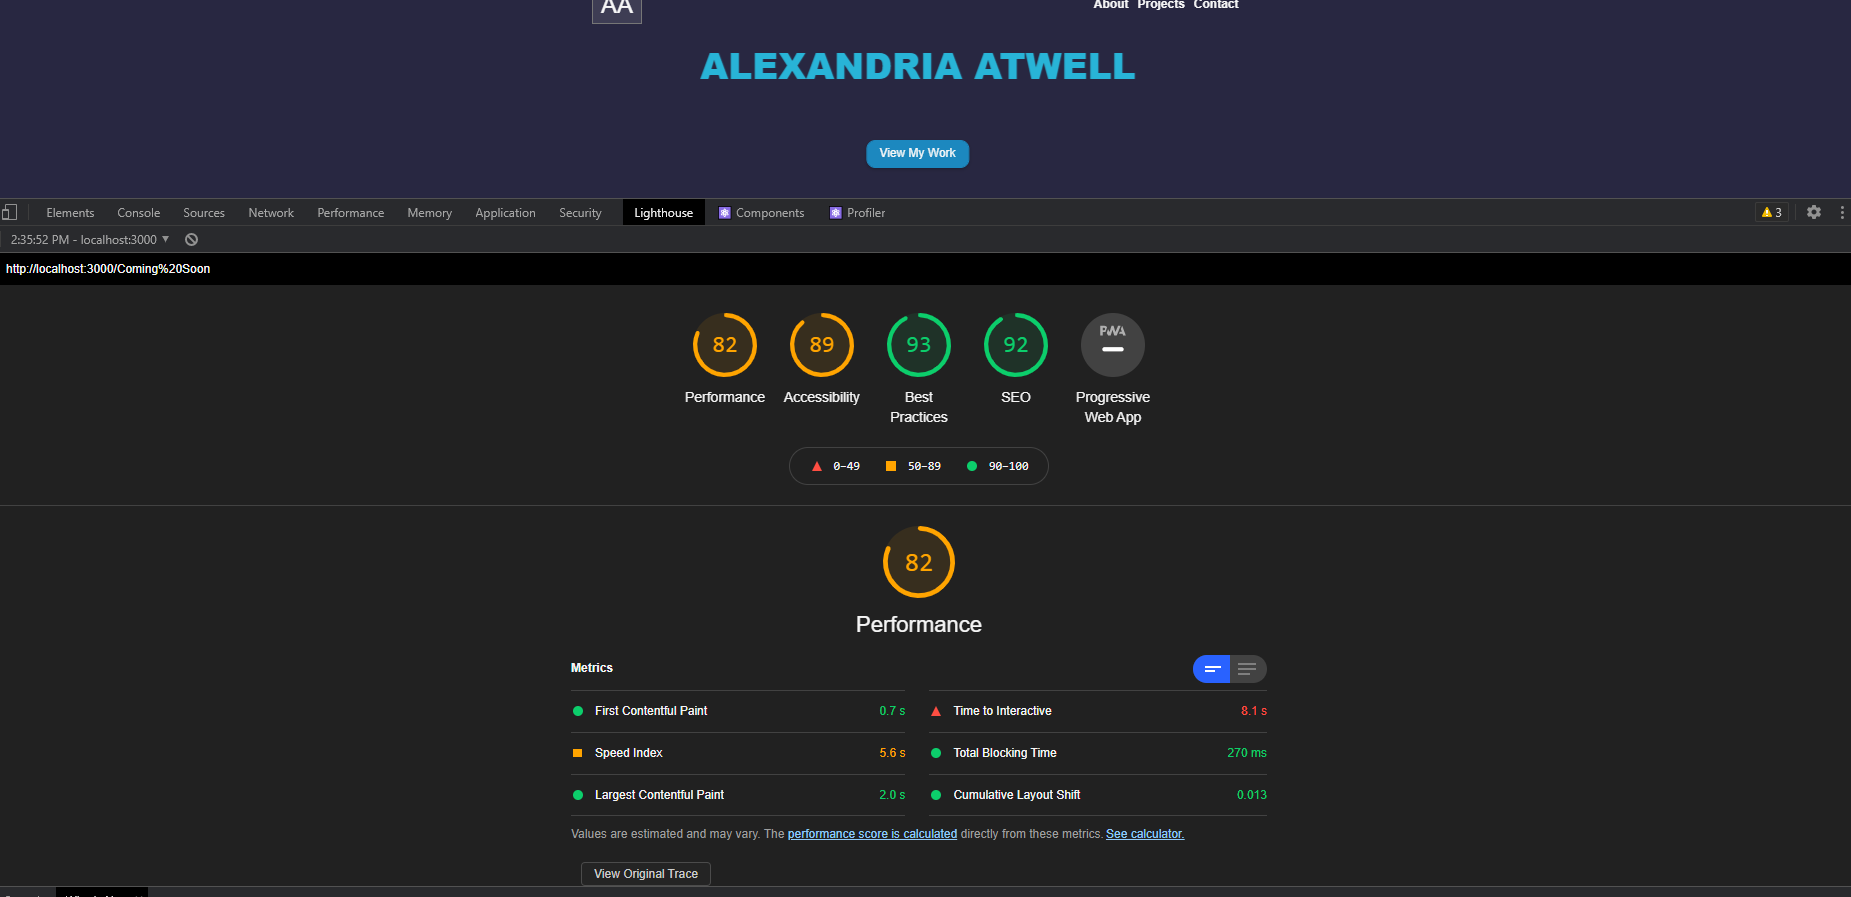 AA About Projects Contact
ALEXANDRIA ATWELL
View My Work
Elements Console Sources Network Performance Memory Application Security Lighthouse Components Profiler 3
2:35:52 PM - localhost:3000
http://localhost:3000/Coming%20Soon
82 89 93 92 PWA
Performance Accessibility Best Practices SEO Progressive Web App
0–49 50–89 90–100
82
Performance
Metrics
First Contentful Paint 0.7 s
Time to Interactive 8.1 s
Speed Index 5.6 s
Total Blocking Time 270 ms
Largest Contentful Paint 2.0 s
Cumulative Layout Shift 0.013
Values are estimated and may vary. The performance score is calculated directly from these metrics. See calculator.
View Original Trace